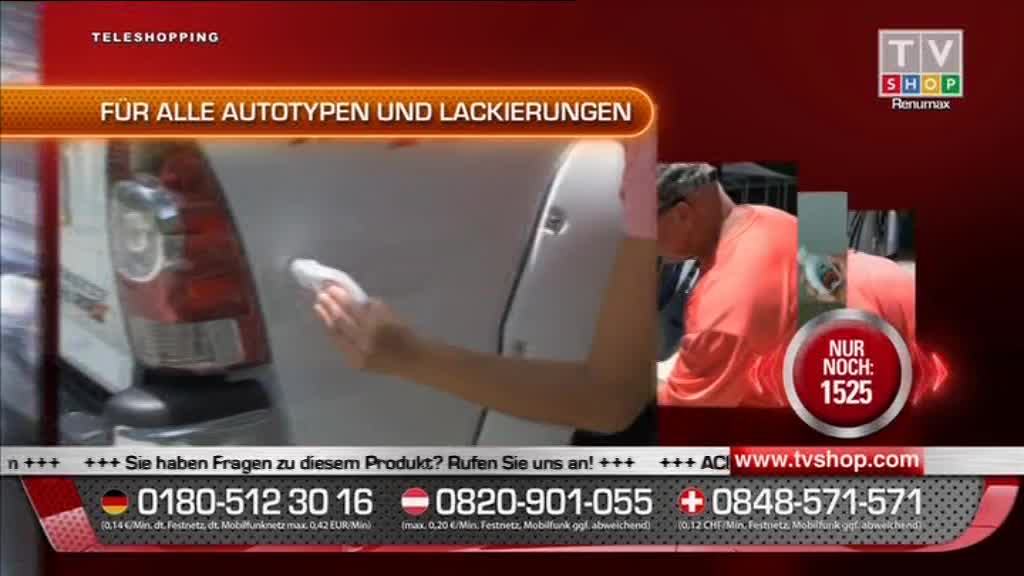 TELESHOPPING
TV
SHOP
Renumax
FÜR ALLE AUTOTYPEN UND LACKIERUNGEN
NUR
NOCH:
1525
n +++ +++ Sie haben Fragen zu diesem Produkt? Rufen Sie uns an! +++ +++ ACH
www.tvshop.com
0180-512 30 16 0820-901-055 0848-571-571
(0,14 €/Min. dt. Festnetz, dt. Mobilfunknetz max. 0,42 EUR/Min) (max. 0,20 €/Min. Festnetz, Mobilfunk ggf. abweichend) (0,12 CHF/Min, Festnetz, Mobilfunk ggf. abweichend)